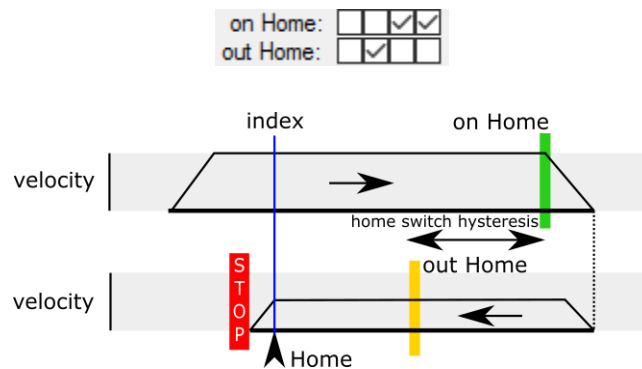 on Home:
out Home:
index
on Home
velocity
home switch hysteresis
out Home
STOP
velocity
Home